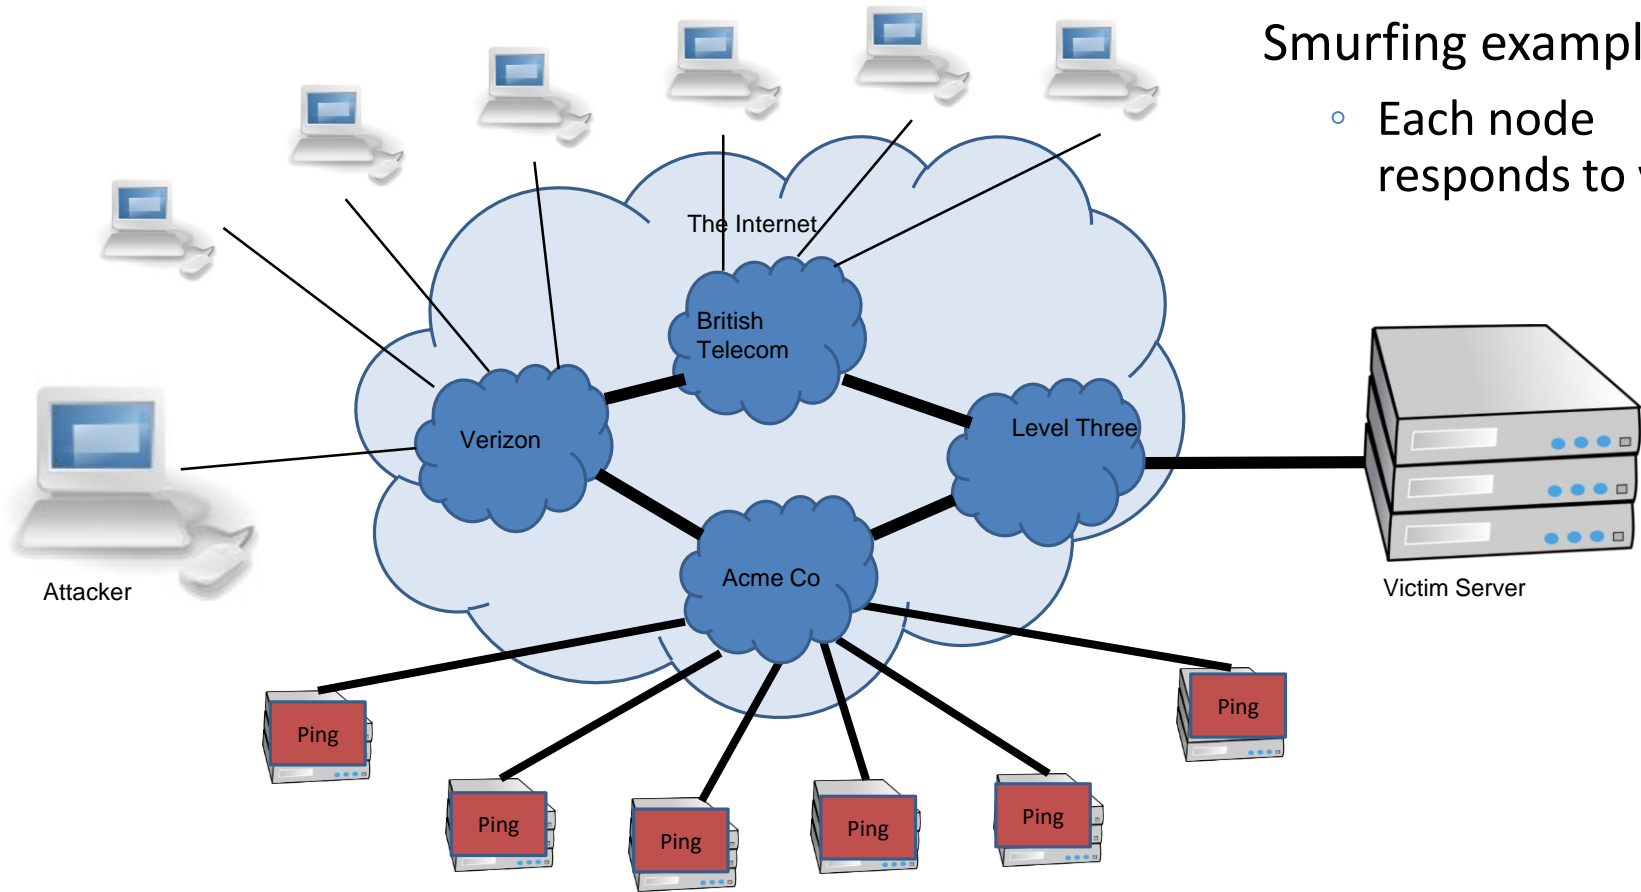 Smurfing exampl
Each node
responds to
The Internet
British
Telecom
Verizon
Level Three
Acme Co
Attacker
Victim Server
Ping
Ping
Ping
Ping
Ping
Ping